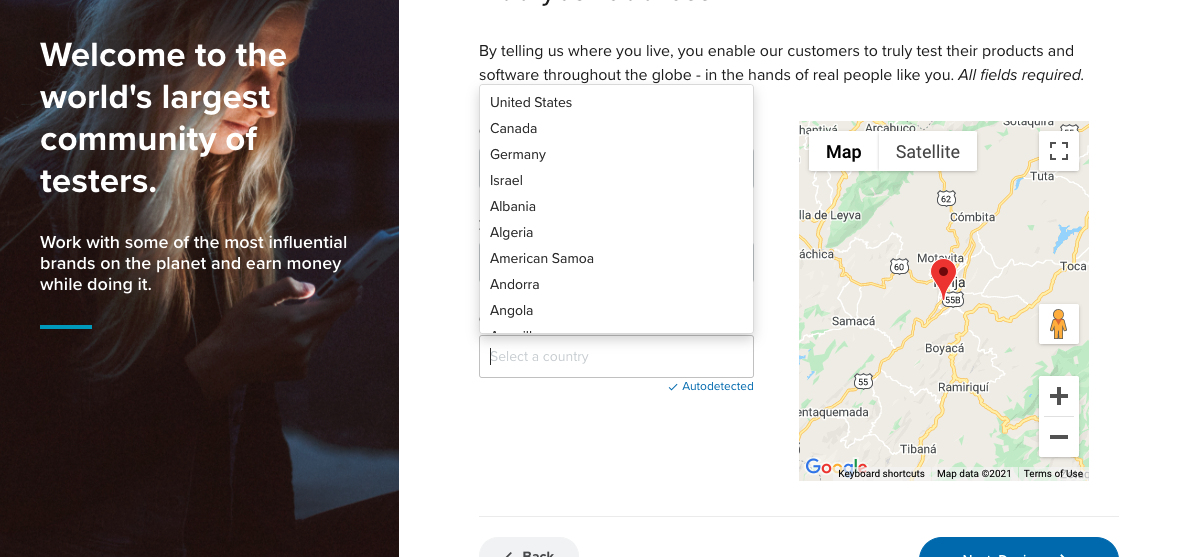 Welcome to the
world's largest
community of
testers.
Work with some of the most influential
brands on the planet and earn money
while doing it.
By telling us where you live, you enable our customers to truly test their products and
software throughout the globe - in the hands of real people like you. All fields required.
United States
Canada
Germany
Israel
Albania
Algeria
American Samoa
Andorra
Angola
Select a country
Autodetected
Map
Satellite
Arcabuco
Tuta
62
lla de Leyva
Cómbita
áchica
60
Motavita
Toca
55B
Samacá
Boyacá
55
Ramiriquí
entaquemada
Tibaná
Google
Keyboard shortcuts
Map data ©2021
Terms of Use
Back